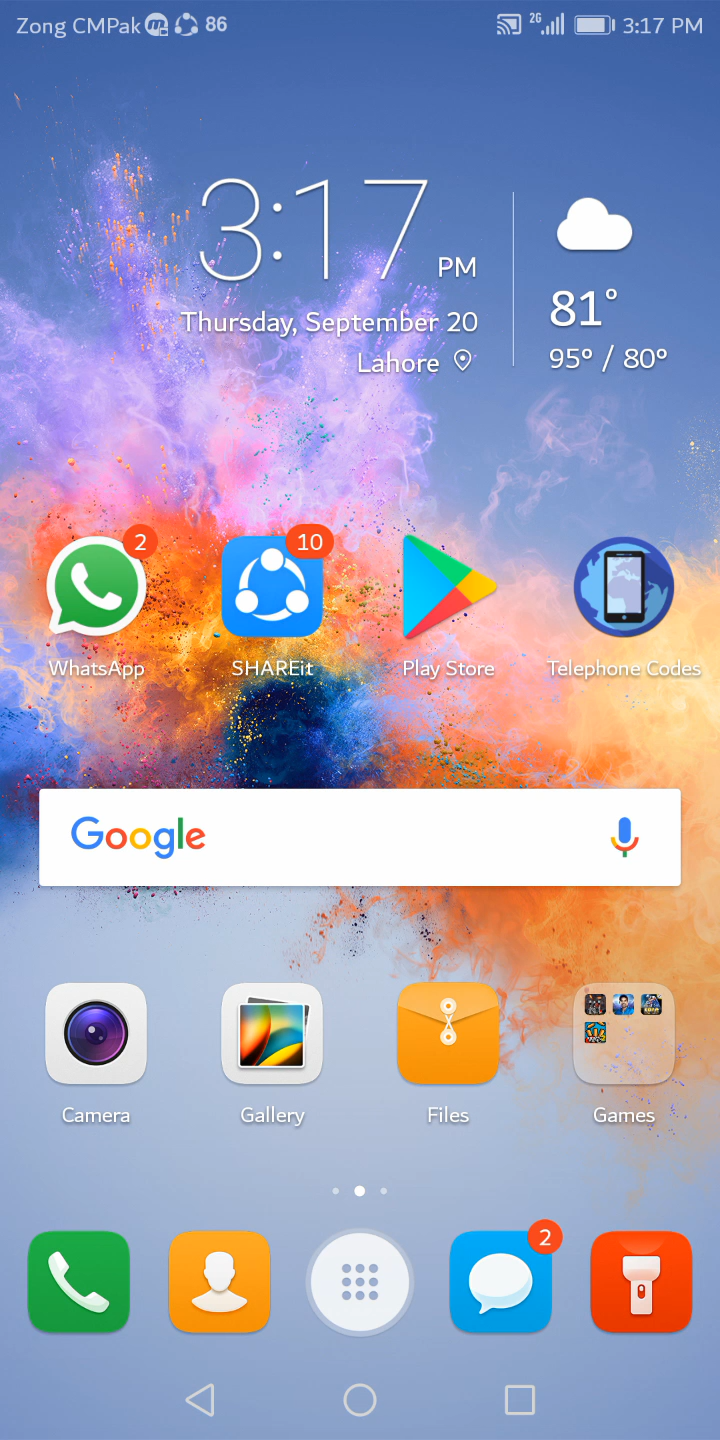 Zong CMPak 86 2G 3:17 PM
3:17 PM
Thursday, September 20
Lahore
81°
95° / 80°
2
10
WhatsApp SHAREit Play Store Telephone Codes
Google
Camera Gallery Files Games
2